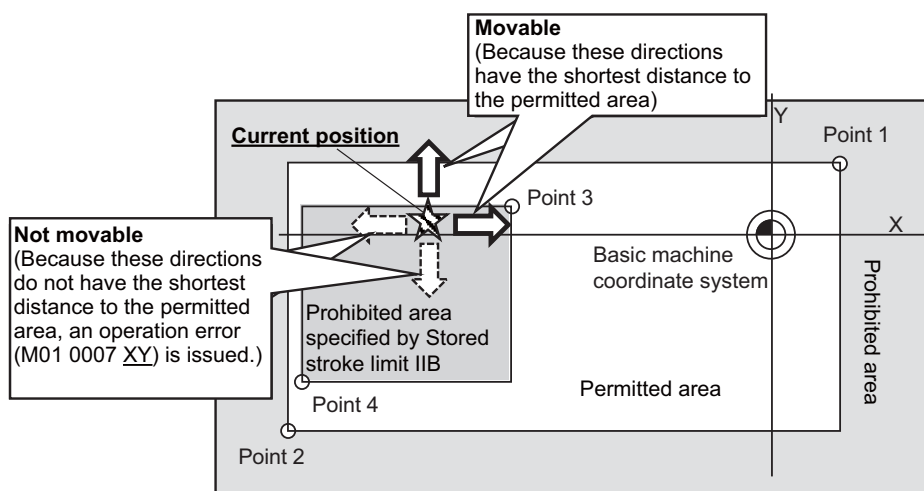 Movable
(Because these directions
have the shortest distance to
the permitted area)
Y
Point 1
Current position
Point 3
X
Not movable
(Because these directions
do not have the shortest
distance to the permitted
area, an operation error
(M01 0007 XY) is issued.)
Basic machine
coordinate system
Prohibited area
Prohibited area
specified by Stored
stroke limit IIB
Permitted area
Point 4
Point 2